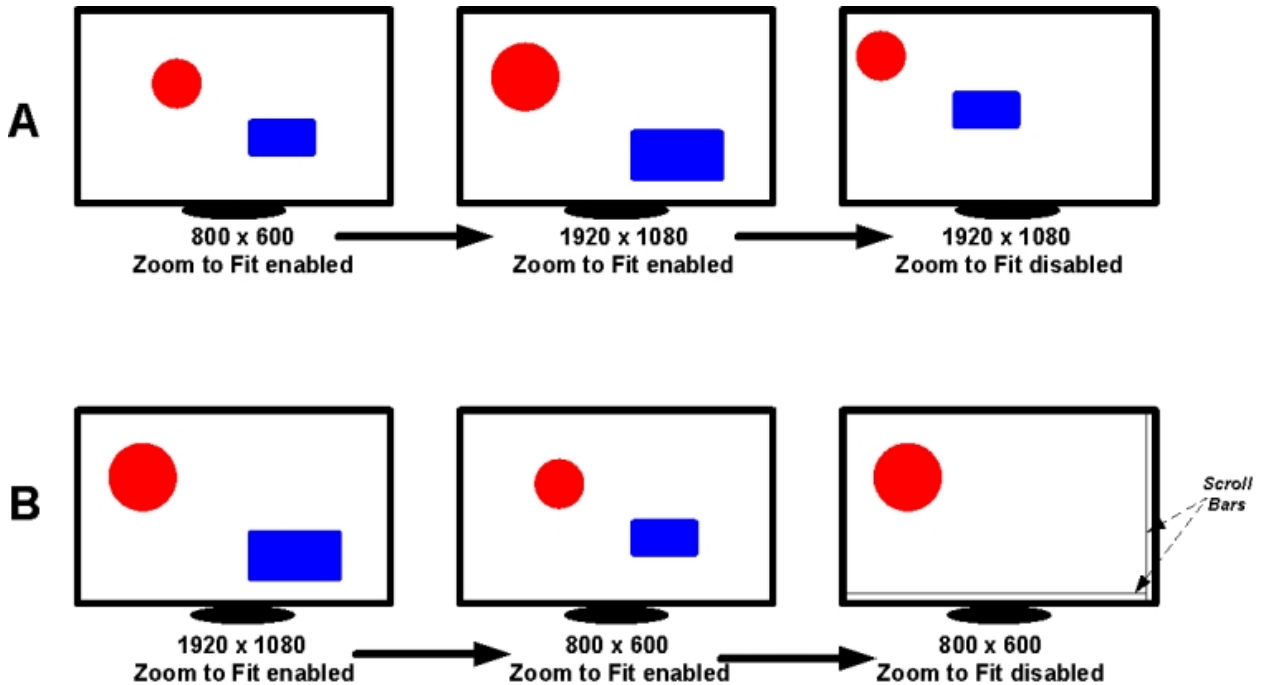 A
800 x 600
Zoom to Fit enabled
1920 x 1080
Zoom to Fit enabled
1920 x 1080
Zoom to Fit disabled
B
Scroll
Bars
1920 x 1080
Zoom to Fit enabled
800 x 600
Zoom to Fit enabled
800 x 600
Zoom to Fit disabled